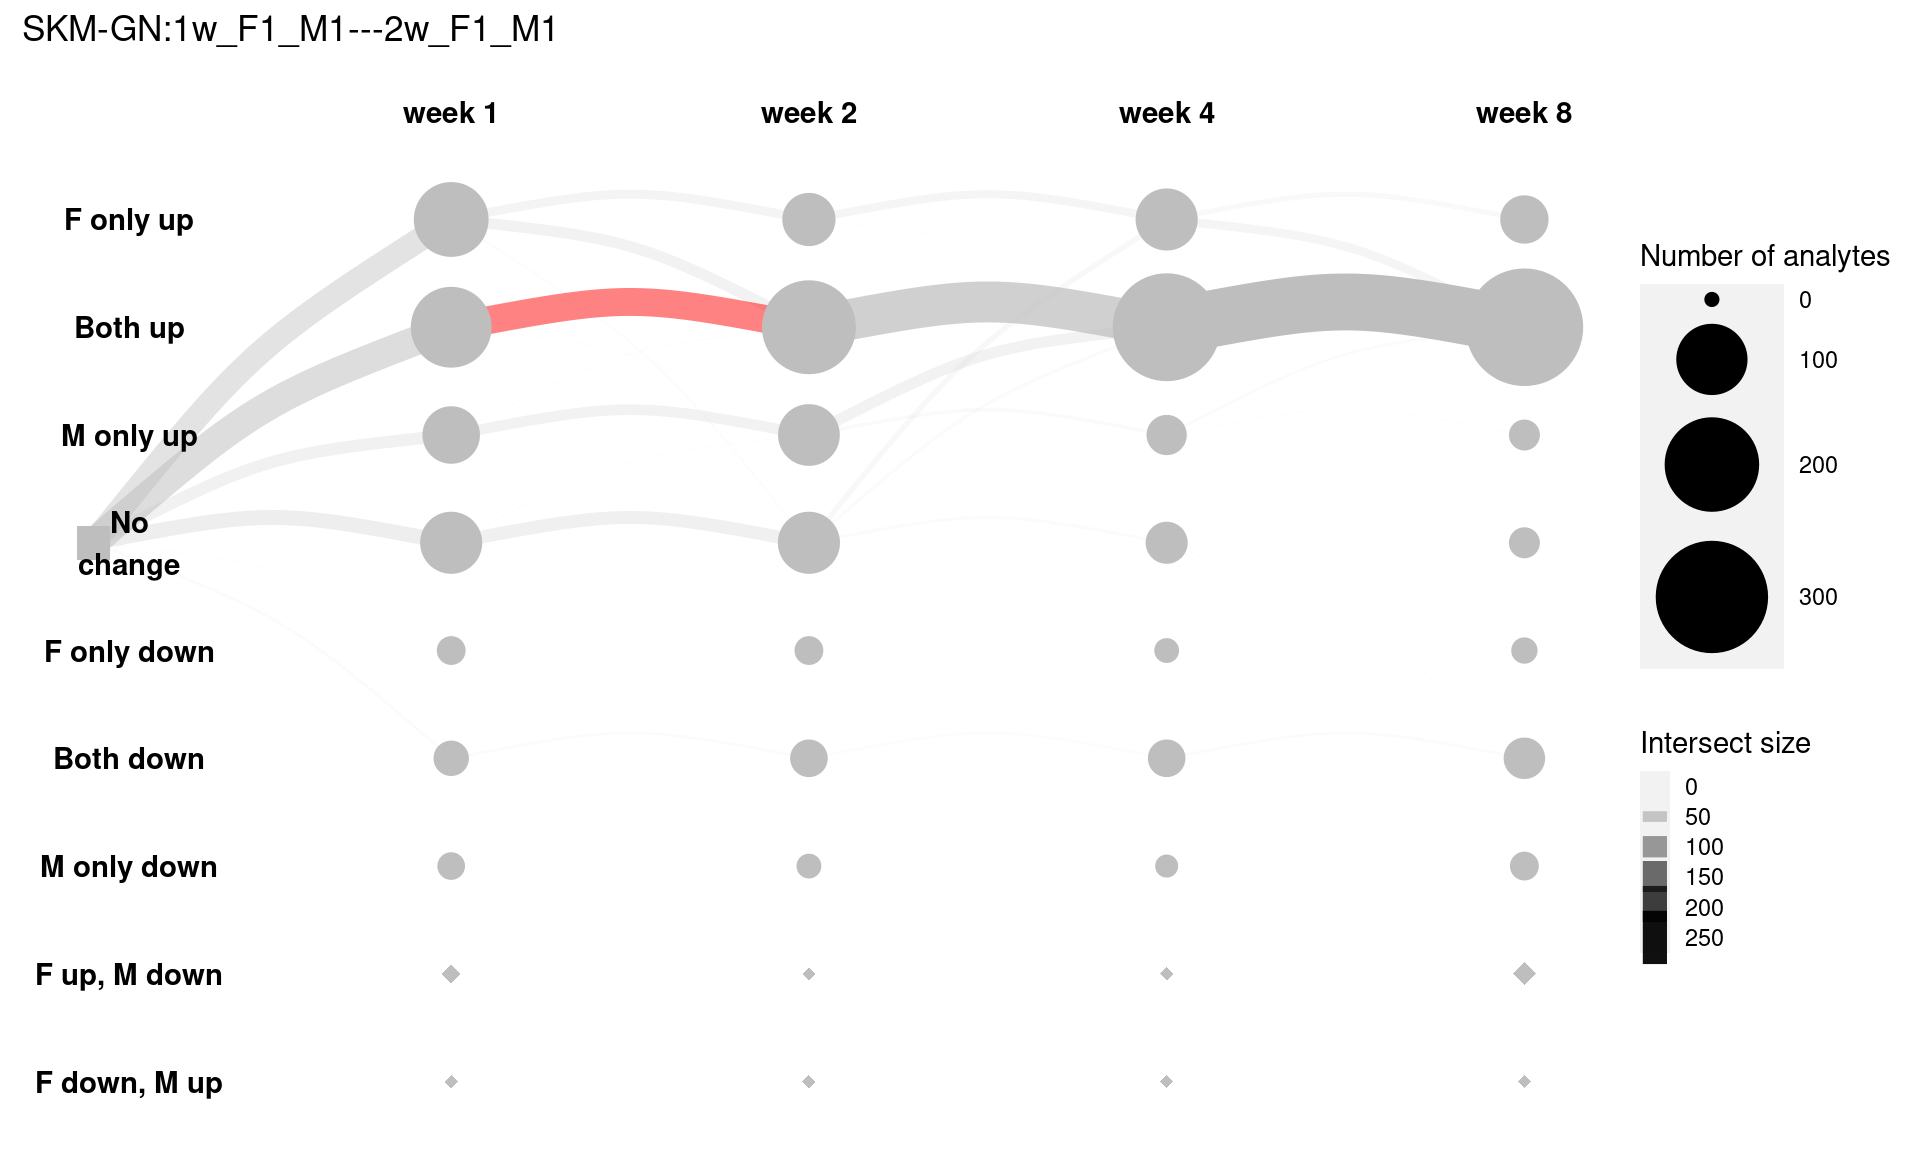 SKM-GN:1w_F1_M1---2w_F1_M1
week 1 week 2 week 4 week 8
F only up
Both up
M only up
No
change
F only down
Both down
M only down
F up, M down
F down, M up
Number of analytes
0
100
200
300
Intersect size
0
50
100
150
200
250